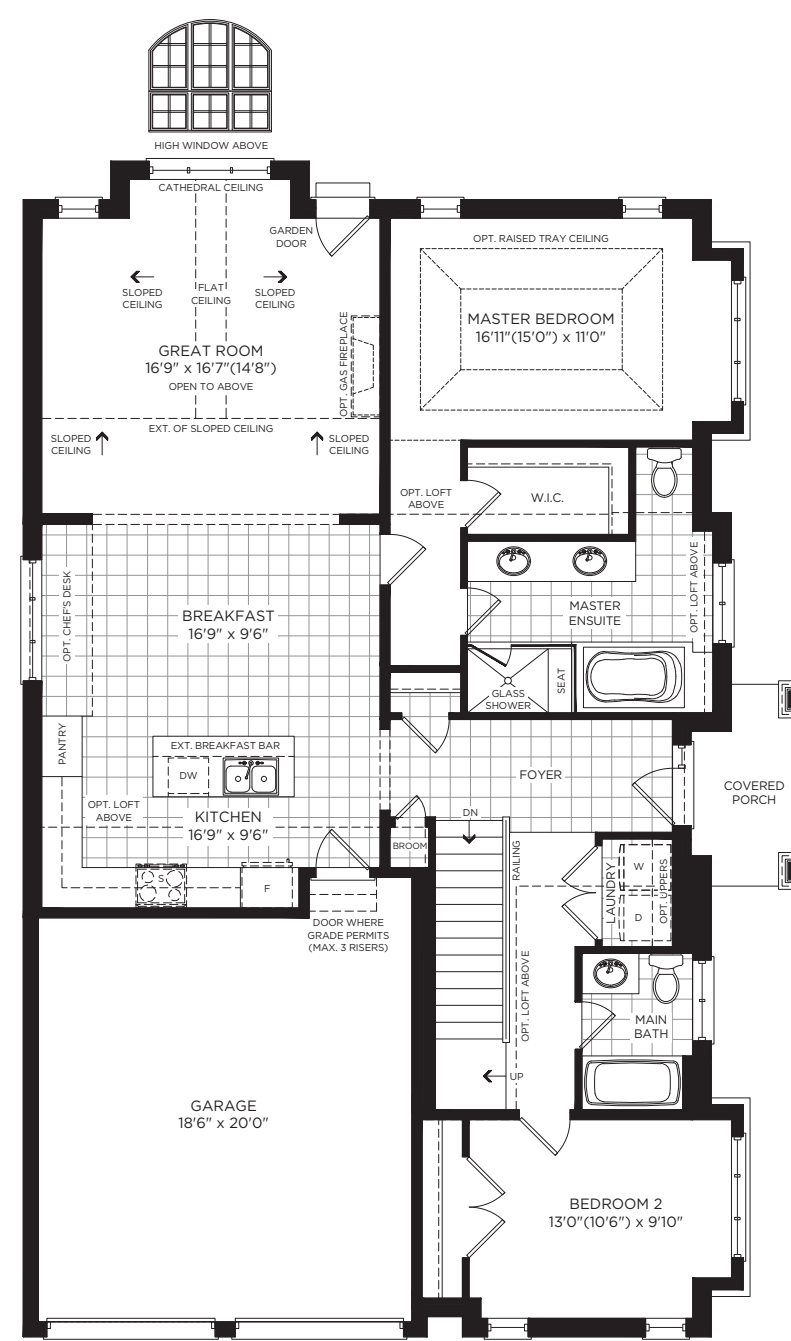 HIGH WINDOW ABOVE
CATHEDRAL CEILING
GARDEN
DOOR
SLOPED
CEILING
FLAT
CEILING
SLOPED
CEILING
GREAT ROOM
16'9" x 16'7"(14'8")
OPEN TO ABOVE
OPT. GAS FIREPLACE
EXT. OF SLOPED CEILING
SLOPED
CEILING
SLOPED
CEILING
OPT. RAISED TRAY CEILING
MASTER BEDROOM
16'11"(15'0") x 11'0"
OPT. LOFT
ABOVE
W.I.C.
OPT. LOFT ABOVE
MASTER
ENSUITE
GLASS
SHOWER
SEAT
OPT. CHEF'S DESK
BREAKFAST
16'9" x 9'6"
PANTRY
EXT. BREAKFAST BAR
DW
OPT. LOFT
ABOVE
KITCHEN
16'9" x 9'6"
S
F
BROOM
FOYER
COVERED
PORCH
DN
RAILING
LAUNDRY
W
D
OPT. UPPERS
DOOR WHERE
GRADE PERMITS
(MAX. 3 RISERS)
OPT. LOFT ABOVE
MAIN
BATH
UP
GARAGE
18'6" x 20'0"
BEDROOM 2
13'0"(10'6") x 9'10"